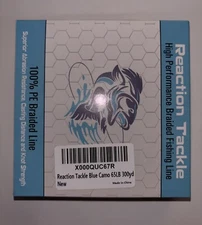 Reaction Tackle
High Performance Braided Fishing Line
100% PE Braided Line
Superior Abrasion Resistance, Casting Distance and Knot Strength
X000QUC67R
Reaction Tackle Blue Camo 65LB 300yd
New
Made in China